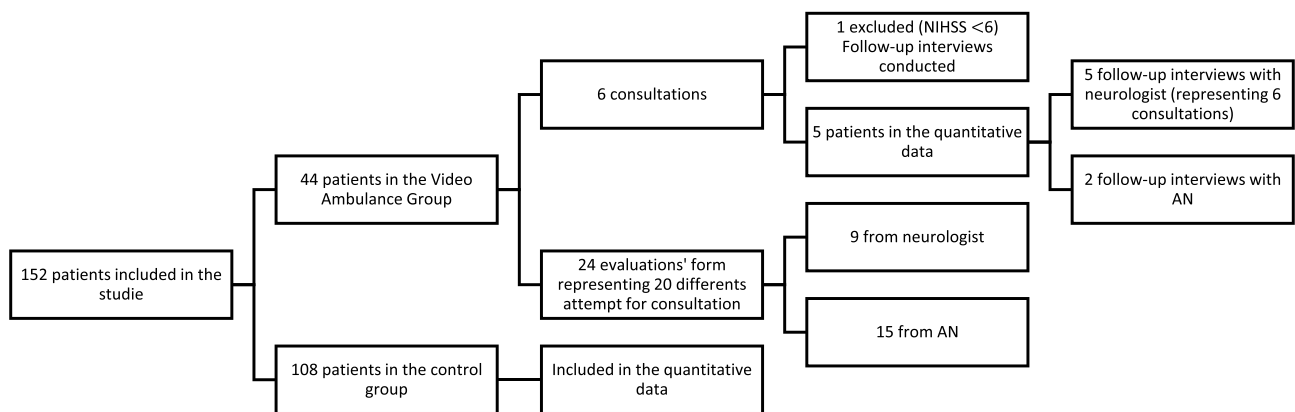 152 patients included in the
studie
44 patients in the Video
Ambulance Group
6 consultations
1 excluded (NIHSS <6)
Follow-up interviews
conducted
5 patients in the quantitative
data
5 follow-up interviews with
neurologist (representing 6
consultations)
2 follow-up interviews with
AN
24 evaluations' form
representing 20 differents
attempt for consultation
9 from neurologist
15 from AN
108 patients in the control
group
Included in the quantitative
data